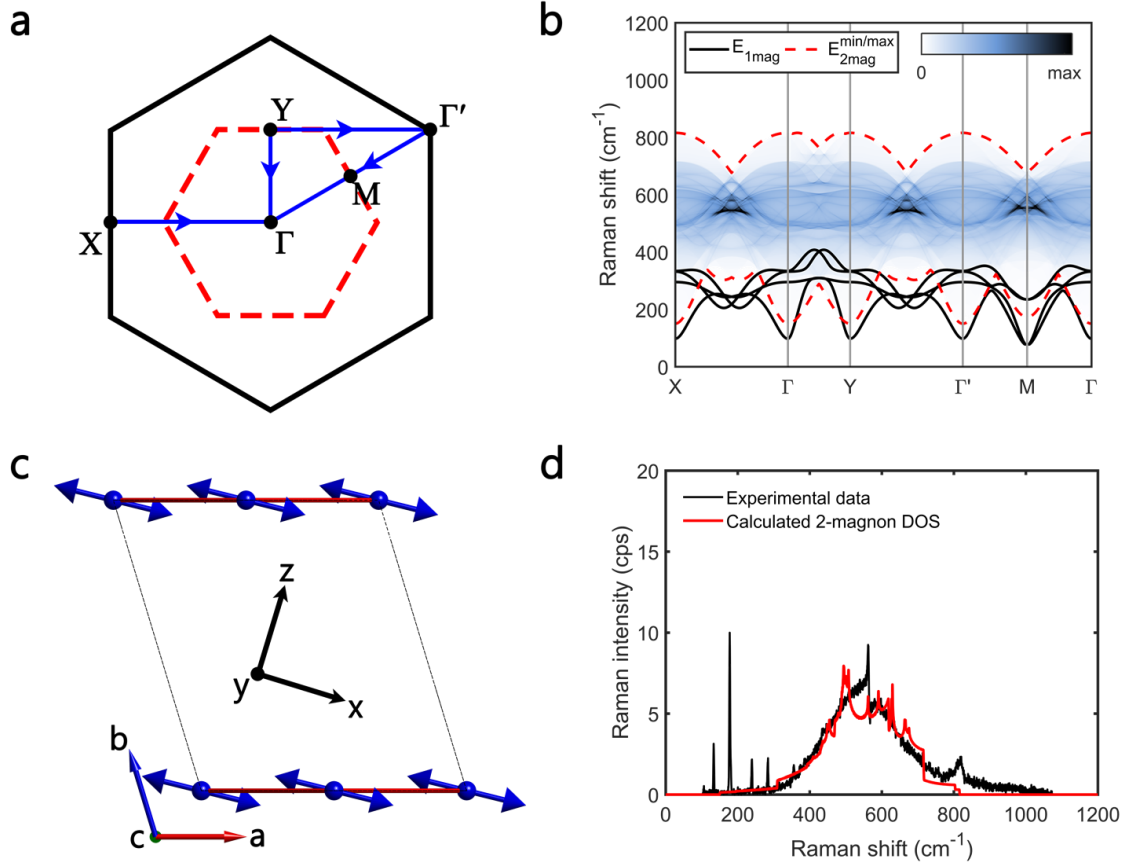 a
Y
Γ′
M
X
Γ
b
Raman shift (cm⁻¹)
1200
1000
800
600
400
200
0
E1mag
E2mag^min/max
0
max
X
Γ
Y
Γ'
M
Γ
c
z
y
x
b
c
a
d
Raman intensity (cps)
20
15
10
5
0
Experimental data
Calculated 2-magnon DOS
0
200
400
600
800
1000
1200
Raman shift (cm⁻¹)